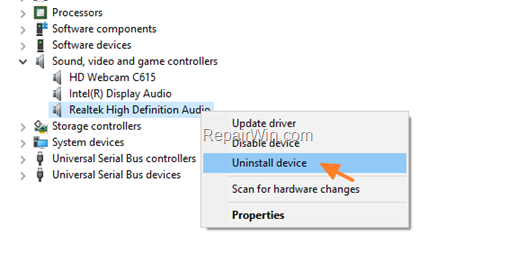 Processors
Software components
Software devices
Sound, video and game controllers
HD Webcam C615
Intel(R) Display Audio
Realtek High Definition Audio
Storage controllers
System devices
Universal Serial Bus controllers
Universal Serial Bus devices
Update driver
RepairWin.com
Disable device
Uninstall device
Scan for hardware changes
Properties